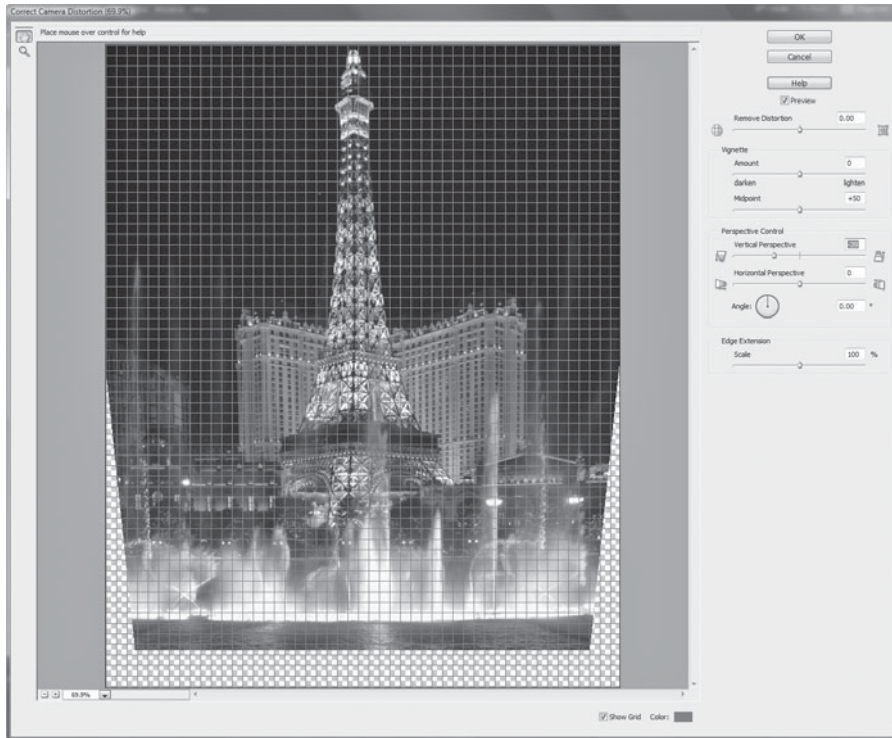 Correct Camera Distortion (69.9%)
Place mouse over control for help
OK
Cancel
Help
Preview
Remove Distortion 0.00
Vignette
Amount 0
darken lighten
Midpoint +50
Perspective Control
Vertical Perspective
Horizontal Perspective 0
Angle: 0.00 °
Edge Extension
Scale 100 %
69.9%
Show Grid Color: